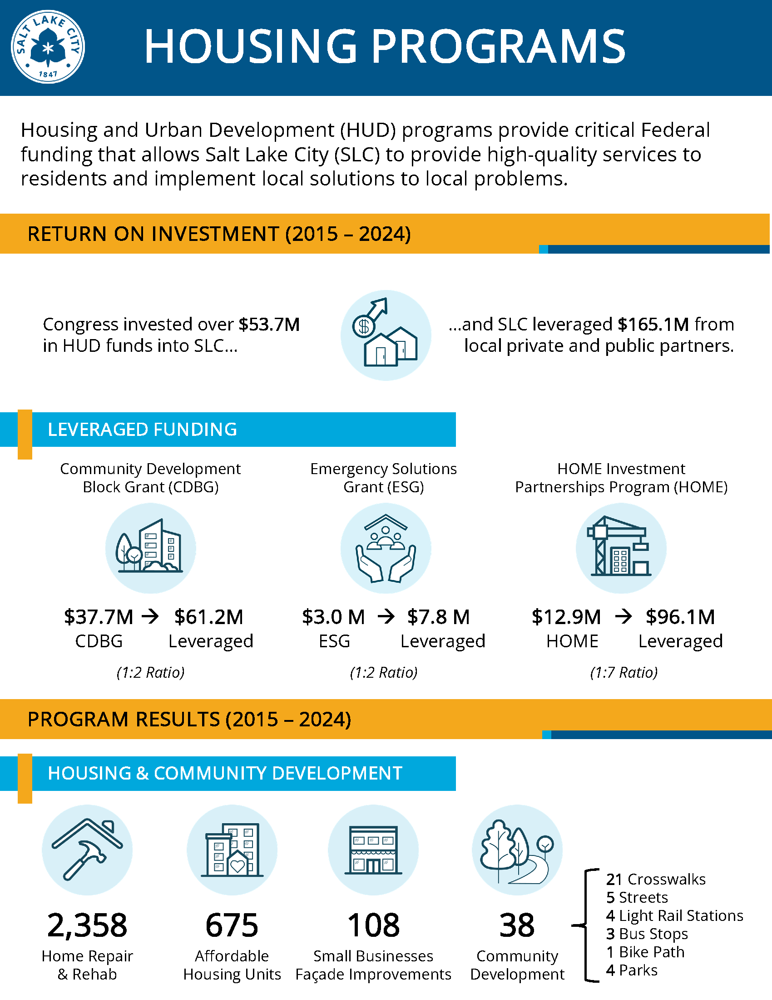 SALT LAKE CITY
1847
HOUSING PROGRAMS
Housing and Urban Development (HUD) programs provide critical Federal
funding that allows Salt Lake City (SLC) to provide high-quality services to
residents and implement local solutions to local problems.
RETURN ON INVESTMENT (2015 – 2024)
Congress invested over $53.7M
in HUD funds into SLC...
$
...and SLC leveraged $165.1M from
local private and public partners.
LEVERAGED FUNDING
Community Development
Block Grant (CDBG)
$37.7M → $61.2M
CDBG Leveraged
(1:2 Ratio)
Emergency Solutions
Grant (ESG)
$3.0 M → $7.8 M
ESG Leveraged
(1:2 Ratio)
HOME Investment
Partnerships Program (HOME)
$12.9M → $96.1M
HOME Leveraged
(1:7 Ratio)
PROGRAM RESULTS (2015 – 2024)
HOUSING & COMMUNITY DEVELOPMENT
2,358
Home Repair
& Rehab
675
Affordable
Housing Units
108
Small Businesses
Façade Improvements
38
Community
Development
21 Crosswalks
5 Streets
4 Light Rail Stations
3 Bus Stops
1 Bike Path
4 Parks